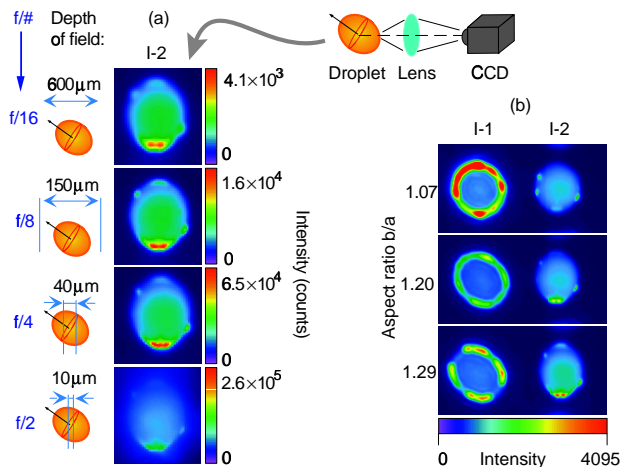 f/#
Depth of field:
(a)
I-2
Droplet
Lens
CCD
600μm
f/16
4.1×10³
0
150μm
f/8
1.6×10⁴
0
40μm
f/4
6.5×10⁴
0
10μm
f/2
2.6×10⁵
0
Intensity (counts)
(b)
I-1
I-2
Aspect ratio b/a
1.07
1.20
1.29
0
Intensity
4095